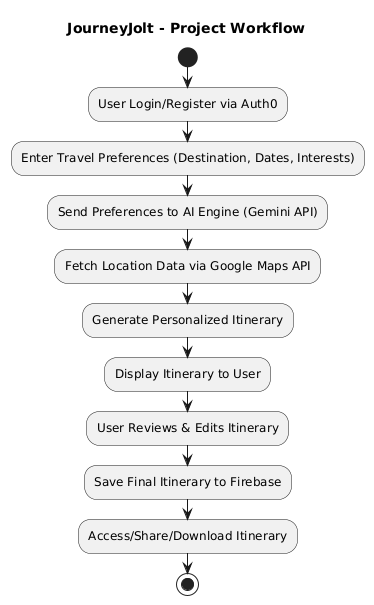 JourneyJolt - Project Workflow
User Login/Register via Auth0
Enter Travel Preferences (Destination, Dates, Interests)
Send Preferences to AI Engine (Gemini API)
Fetch Location Data via Google Maps API
Generate Personalized Itinerary
Display Itinerary to User
User Reviews & Edits Itinerary
Save Final Itinerary to Firebase
Access/Share/Download Itinerary